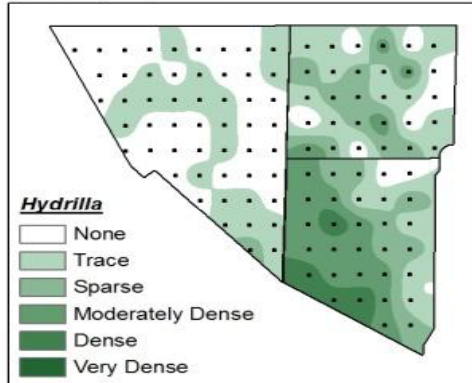 Hydrilla
None
Trace
Sparse
Moderately Dense
Dense
Very Dense